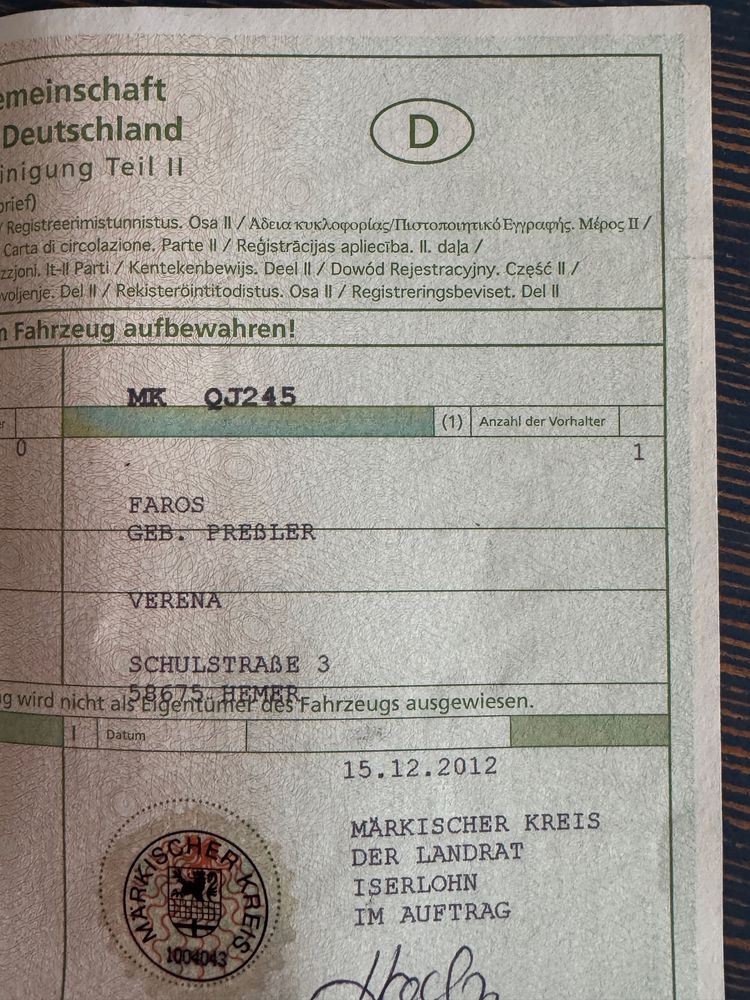 emeinschaft
Deutschland
D
inigung Teil II
brief)
/ Registreerimistunnistus. Osa II / Άδεια κυκλοφορίας/Πιστοποιητικό Εγγραφής. Μέρος II /
Carta di circolazione. Parte II / Reģistrācijas apliecība. II. daļa /
zzjoni. It-II Parti / Kentekenbewijs. Deel II / Dowód Rejestracyjny. Część II /
voljenje. Del II / Rekisteröintitodistus. Osa II / Registreringsbeviset. Del II
m Fahrzeug aufbewahren!
MK QJ245
er (1) Anzahl der Vorhalter
0 1
FAROS
GEB. PREßLER
VERENA
SCHULSTRAßE 3
58675 HEMER
g wird nicht als Eigentümer des Fahrzeugs ausgewiesen.
I Datum
15.12.2012
MÄRKISCHER KREIS
DER LANDRAT
ISERLOHN
IM AUFTRAG
MÄRKISCHER KREIS
1004043